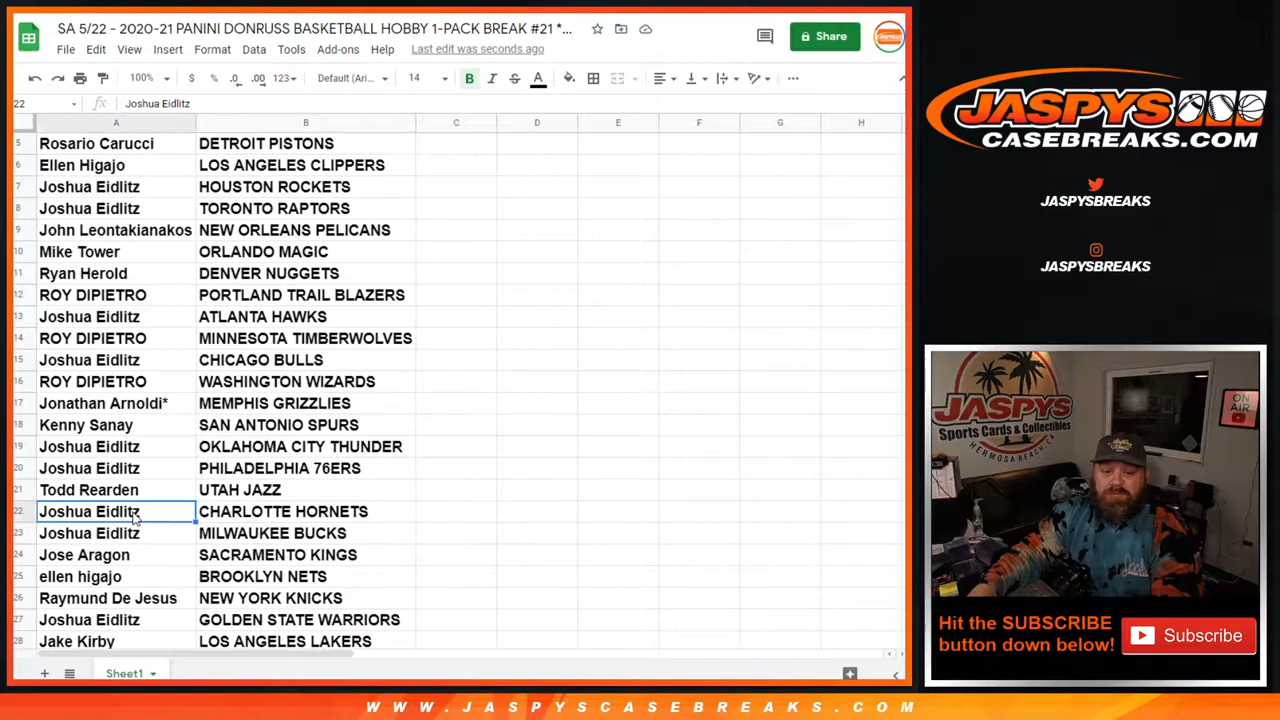 SA 5/22 - 2020-21 PANINI DONRUSS BASKETBALL HOBBY 1-PACK BREAK #21 *...
Share
File Edit View Insert Format Data Tools Add-ons Help Last edit was seconds ago
100% $ % .0 .00 123 Default (Ari... 14 B I S A
22 fx Joshua Eidlitz
A B C D E F G H
5 Rosario Carucci DETROIT PISTONS
6 Ellen Higajo LOS ANGELES CLIPPERS
7 Joshua Eidlitz HOUSTON ROCKETS
8 Joshua Eidlitz TORONTO RAPTORS
9 John Leontakianakos NEW ORLEANS PELICANS
10 Mike Tower ORLANDO MAGIC
11 Ryan Herold DENVER NUGGETS
12 ROY DIPIETRO PORTLAND TRAIL BLAZERS
13 Joshua Eidlitz ATLANTA HAWKS
14 ROY DIPIETRO MINNESOTA TIMBERWOLVES
15 Joshua Eidlitz CHICAGO BULLS
16 ROY DIPIETRO WASHINGTON WIZARDS
17 Jonathan Arnoldi* MEMPHIS GRIZZLIES
18 Kenny Sanay SAN ANTONIO SPURS
19 Joshua Eidlitz OKLAHOMA CITY THUNDER
20 Joshua Eidlitz PHILADELPHIA 76ERS
21 Todd Rearden UTAH JAZZ
22 Joshua Eidlitz CHARLOTTE HORNETS
23 Joshua Eidlitz MILWAUKEE BUCKS
24 Jose Aragon SACRAMENTO KINGS
25 ellen higajo BROOKLYN NETS
26 Raymund De Jesus NEW YORK KNICKS
27 Joshua Eidlitz GOLDEN STATE WARRIORS
28 Jake Kirby LOS ANGELES LAKERS
Sheet1
JASPYS
CASEBREAKS.COM
JASPYSBREAKS
JASPYSBREAKS
JASPYS
Sports Cards & Collectibles
HERMOSA BEACH, CA
ON
AIR
Hit the SUBSCRIBE
button down below!
Subscribe
WWW.JASPYSCASEBREAKS.COM